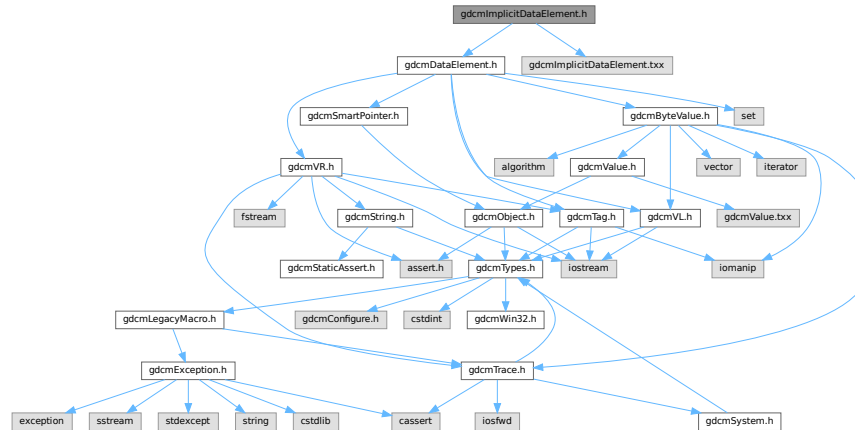 gdcmImplicitDataElement.h
gdcmDataElement.h
gdcmImplicitDataElement.txx
gdcmSmartPointer.h
gdcmByteValue.h
set
gdcmVR.h
algorithm
gdcmValue.h
vector
iterator
fstream
gdcmString.h
gdcmObject.h
gdcmTag.h
gdcmVL.h
gdcmValue.txx
gdcmStaticAssert.h
assert.h
gdcmTypes.h
iostream
iomanip
gdcmLegacyMacro.h
gdcmConfigure.h
cstdint
gdcmWin32.h
gdcmException.h
gdcmTrace.h
exception
sstream
stdexcept
string
cstdlib
cassert
iosfwd
gdcmSystem.h